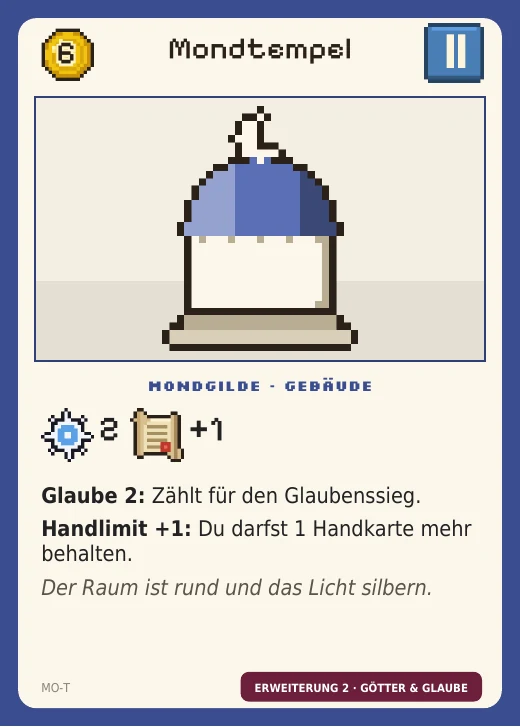 6 Mondtempel II
MONDGILDE · GEBÄUDE
2 +1
Glaube 2: Zählt für den Glaubenssieg.
Handlimit +1: Du darfst 1 Handkarte mehr
behalten.
Der Raum ist rund und das Licht silbern.
MO-T
ERWEITERUNG 2 · GÖTTER & GLAUBE